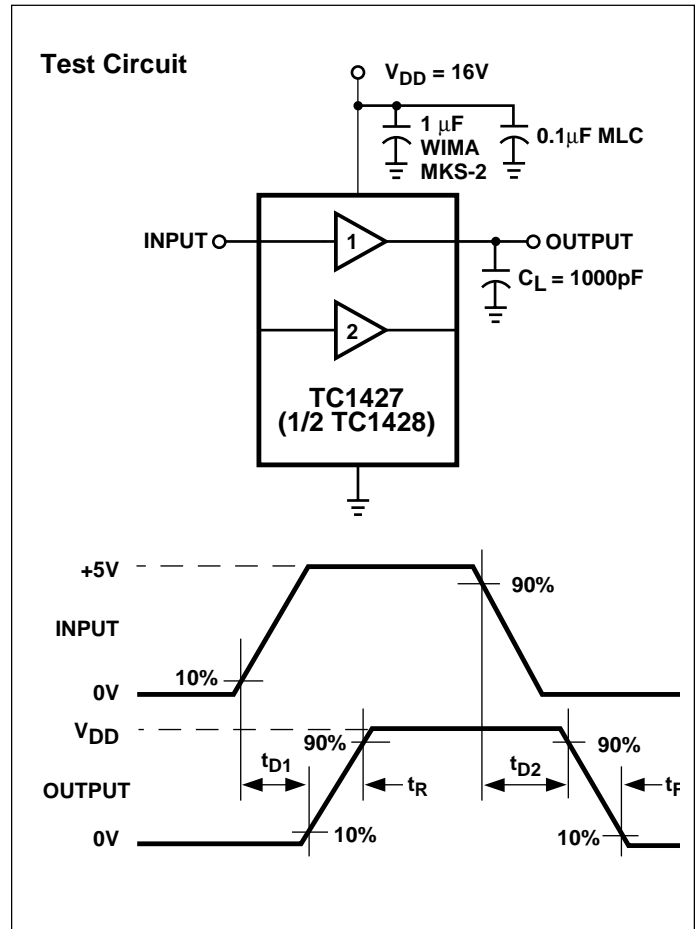 Test Circuit
V_DD = 16V
1 μF
WIMA
MKS-2
0.1μF MLC
INPUT
1
OUTPUT
C_L = 1000pF
2
TC1427
(1/2 TC1428)
+5V
90%
INPUT
10%
0V
V_DD
90%
t_D1
t_R
t_D2
90%
t_F
OUTPUT
0V
10%
10%